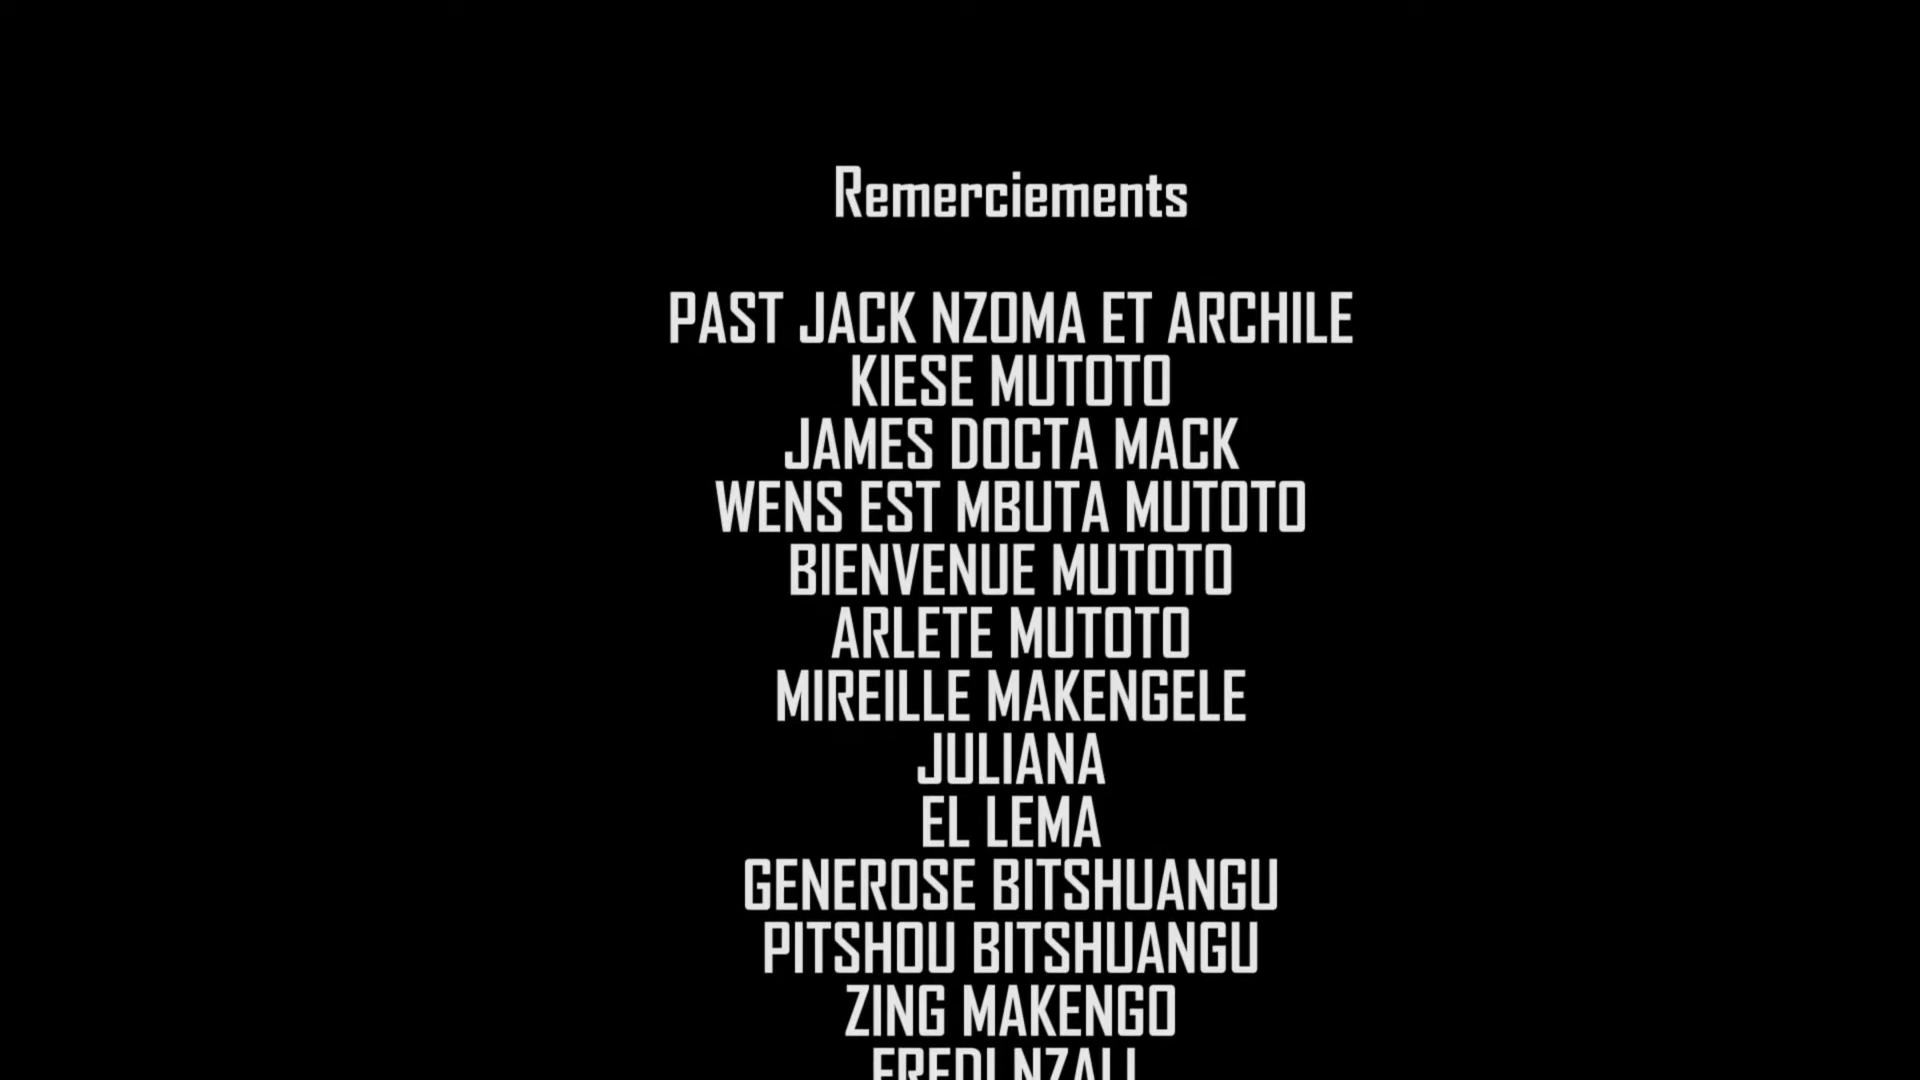 Remerciements
PAST JACK NZOMA ET ARCHILE
KIESE MUTOTO
JAMES DOCTA MACK
WENS EST MBUTA MUTOTO
BIENVENUE MUTOTO
ARLETE MUTOTO
MIREILLE MAKENGELE
JULIANA
EL LEMA
GENEROSE BITSHUANGU
PITSHOU BITSHUANGU
ZING MAKENGO
FREDI